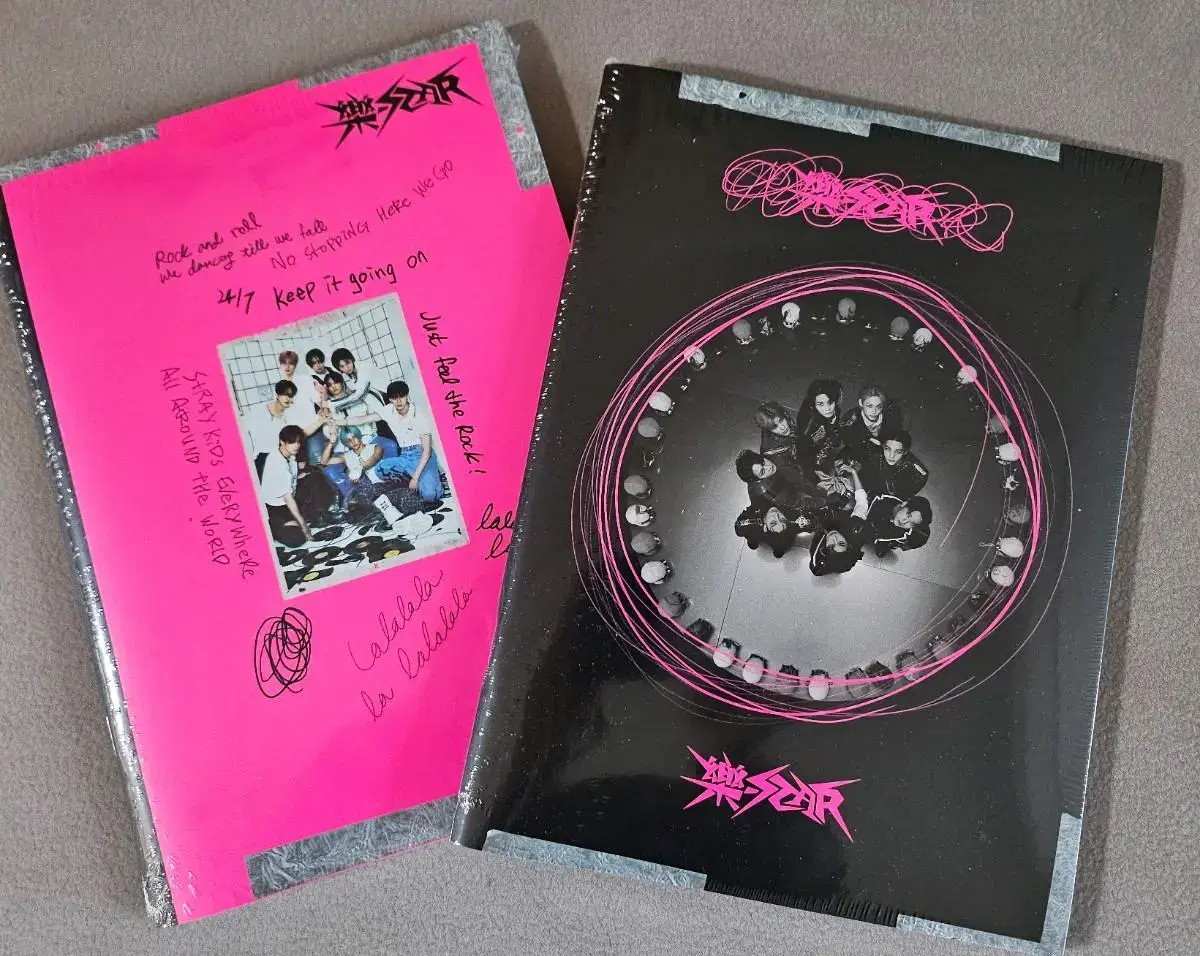 樂-STAR
Rock and roll
we dancing till we fall
No STOPPING HeRe We Go
24/7 Keep it going on
Just feel the Rock!
STRAY KiDS EVeRYWHeRe
All AROUND tHe WORLD
lala
Lalalala
la lalalala
樂-STAR
樂-STAR